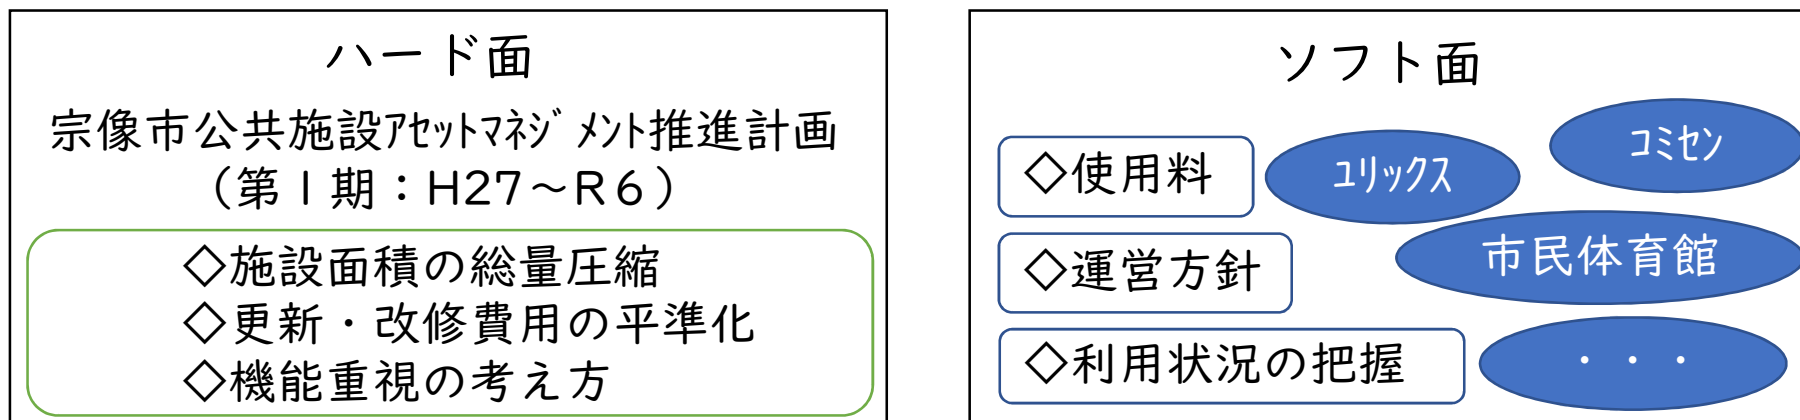 ハード面
宗像市公共施設ｱｾｯﾄﾏﾈｼﾞﾒﾝﾄ推進計画
（第１期：H27～R６）
◇施設面積の総量圧縮
◇更新・改修費用の平準化
◇機能重視の考え方
ソフト面
◇使用料
ﾕﾘｯｸｽ
ｺﾐｾﾝ
◇運営方針
市民体育館
◇利用状況の把握
・・・